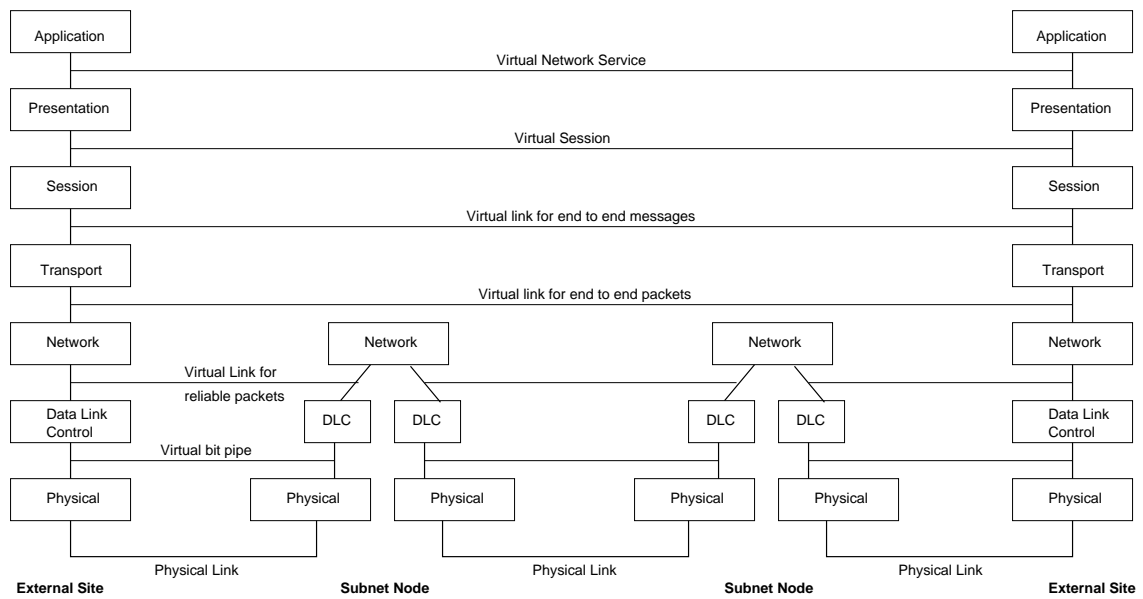 Application
Application
Virtual Network Service
Presentation
Presentation
Virtual Session
Session
Session
Virtual link for end to end messages
Transport
Transport
Virtual link for end to end packets
Network
Network
Network
Network
Virtual Link for
reliable packets
Data Link
Control
DLC
DLC
DLC
DLC
Data Link
Control
Virtual bit pipe
Physical
Physical
Physical
Physical
Physical
Physical
Physical Link
Physical Link
Physical Link
External Site
Subnet Node
Subnet Node
External Site